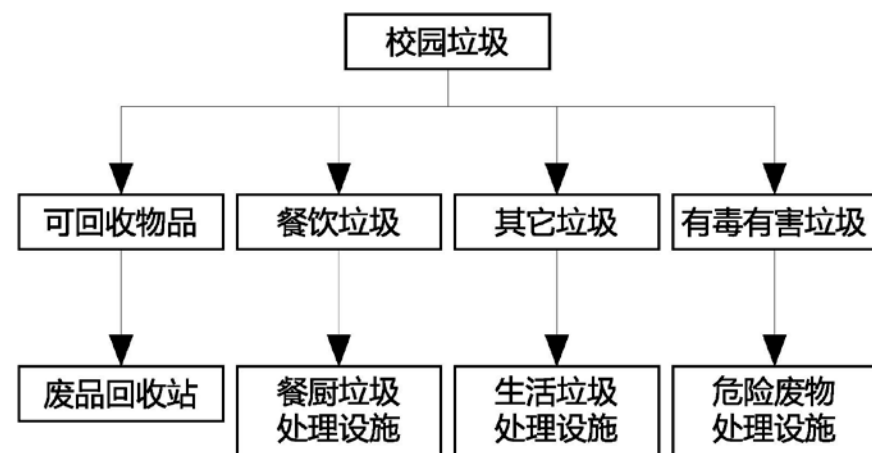 校园垃圾
可回收物品
餐饮垃圾
其它垃圾
有毒有害垃圾
废品回收站
餐厨垃圾
处理设施
生活垃圾
处理设施
危险废物
处理设施